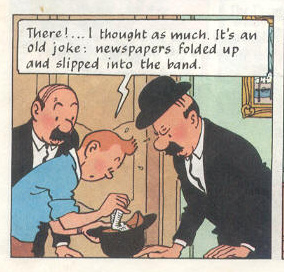 There!... I thought as much. It's an
old joke: newspapers folded up
and slipped into the band.